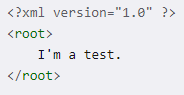 <?xml version="1.0" ?>
<root>
    I'm a test.
</root>